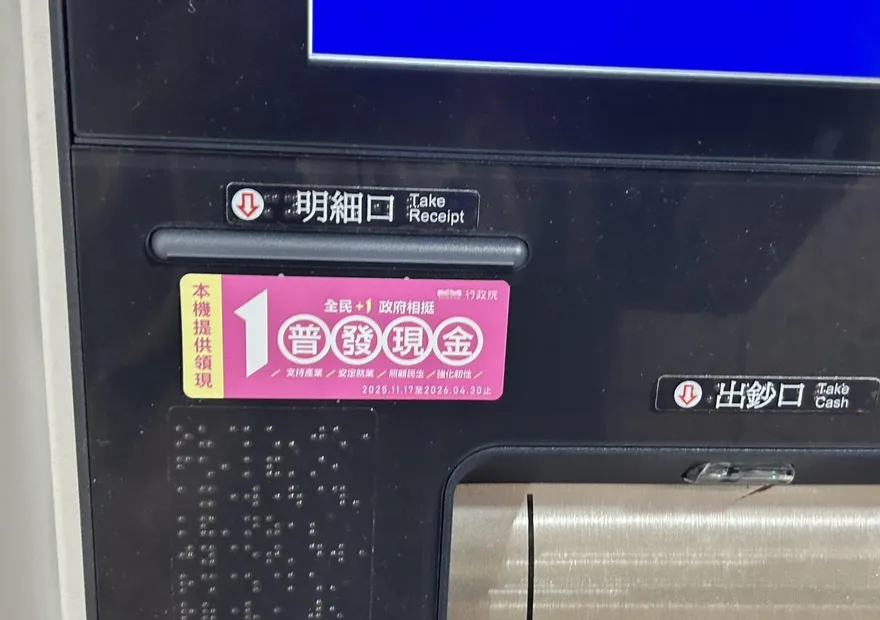 明細口 Take Receipt
本機提供領現
行政院
全民+1 政府相挺
1 普發現金
支持產業 / 安定就業 / 照顧民生 / 強化韌性
2025.11.17至2026.04.30止
出鈔口 Take Cash